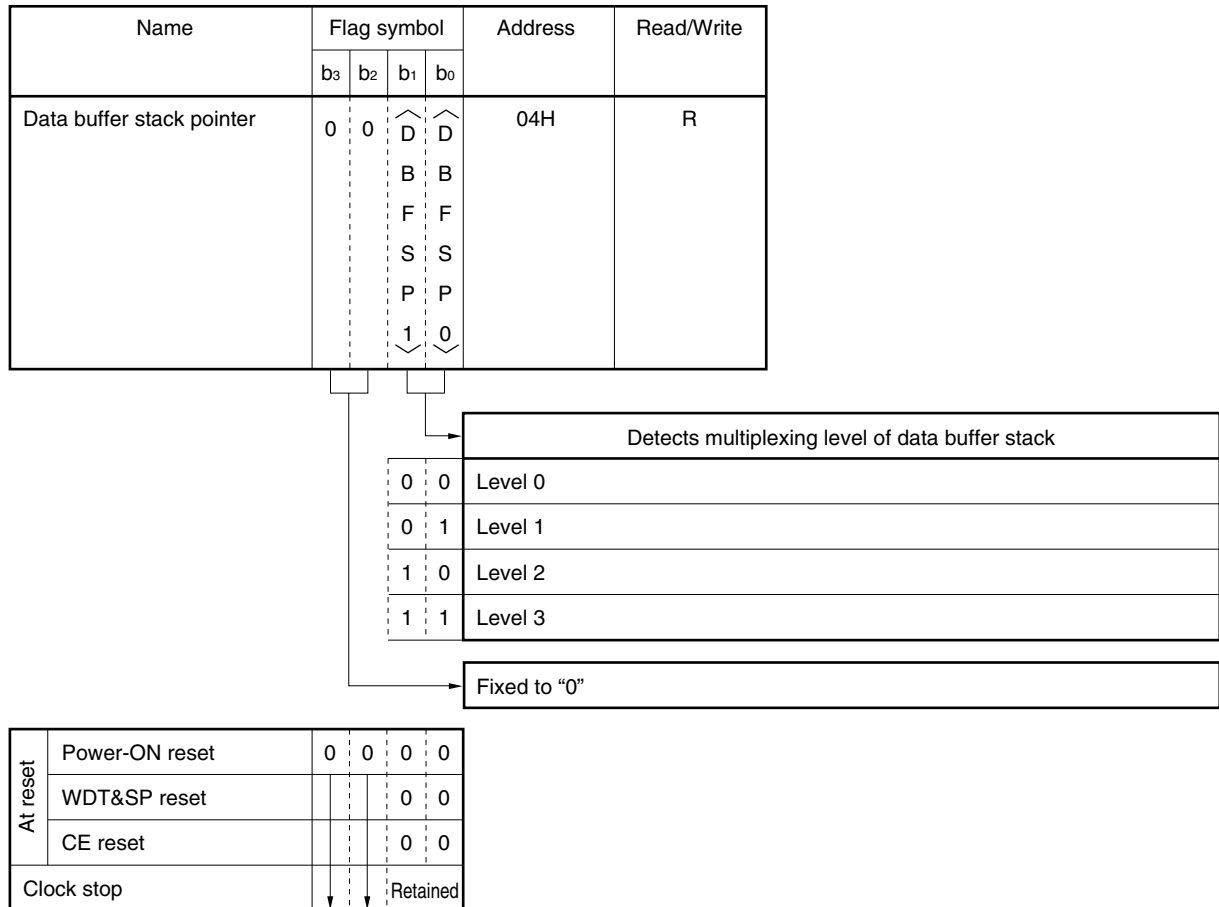 Name Flag symbol Address Read/Write
b3 b2 b1 b0
Data buffer stack pointer 0 0 〈DBFSP1〉 〈DBFSP0〉 04H R
Detects multiplexing level of data buffer stack
0 0 Level 0
0 1 Level 1
1 0 Level 2
1 1 Level 3
Fixed to “0”
At reset
Power-ON reset 0 0 0 0
WDT&SP reset 0 0
CE reset 0 0
Clock stop Retained